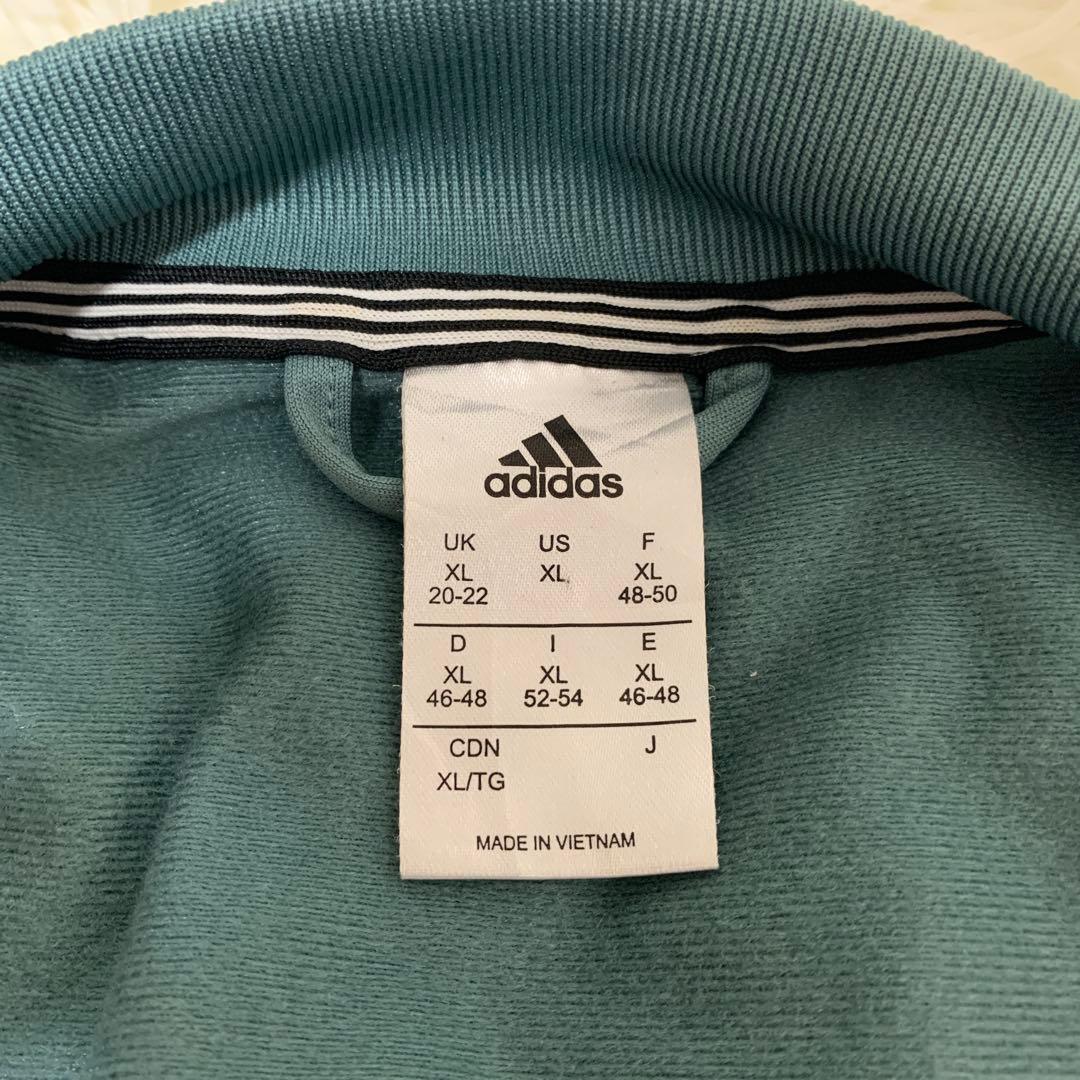 adidas
UK US F
XL XL XL
20-22 48-50
D I E
XL XL XL
46-48 52-54 46-48
CDN J
XL/TG
MADE IN VIETNAM